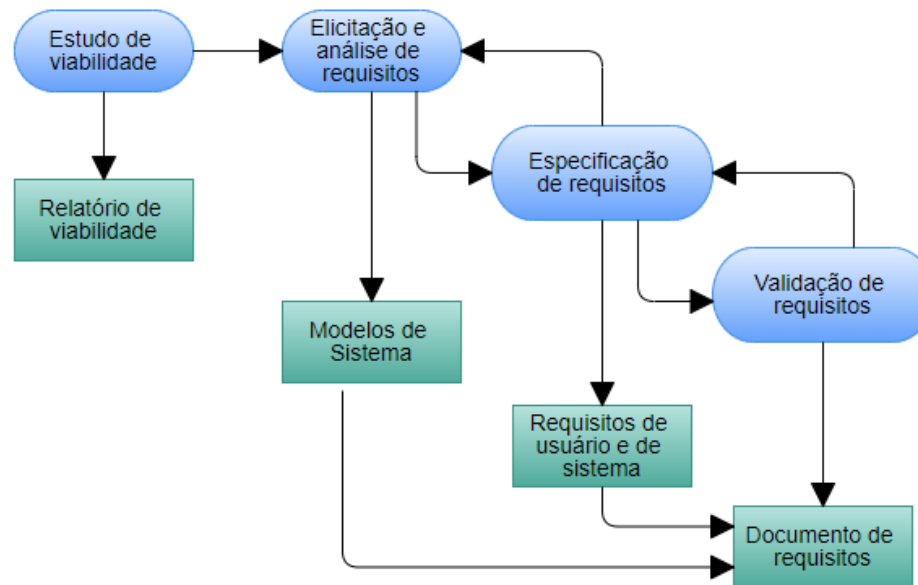 Estudo de
viabilidade
Elicitação e
análise de
requisitos
Especificação
de requisitos
Relatório de
viabilidade
Validação de
requisitos
Modelos de
Sistema
Requisitos de
usuário e de
sistema
Documento de
requisitos